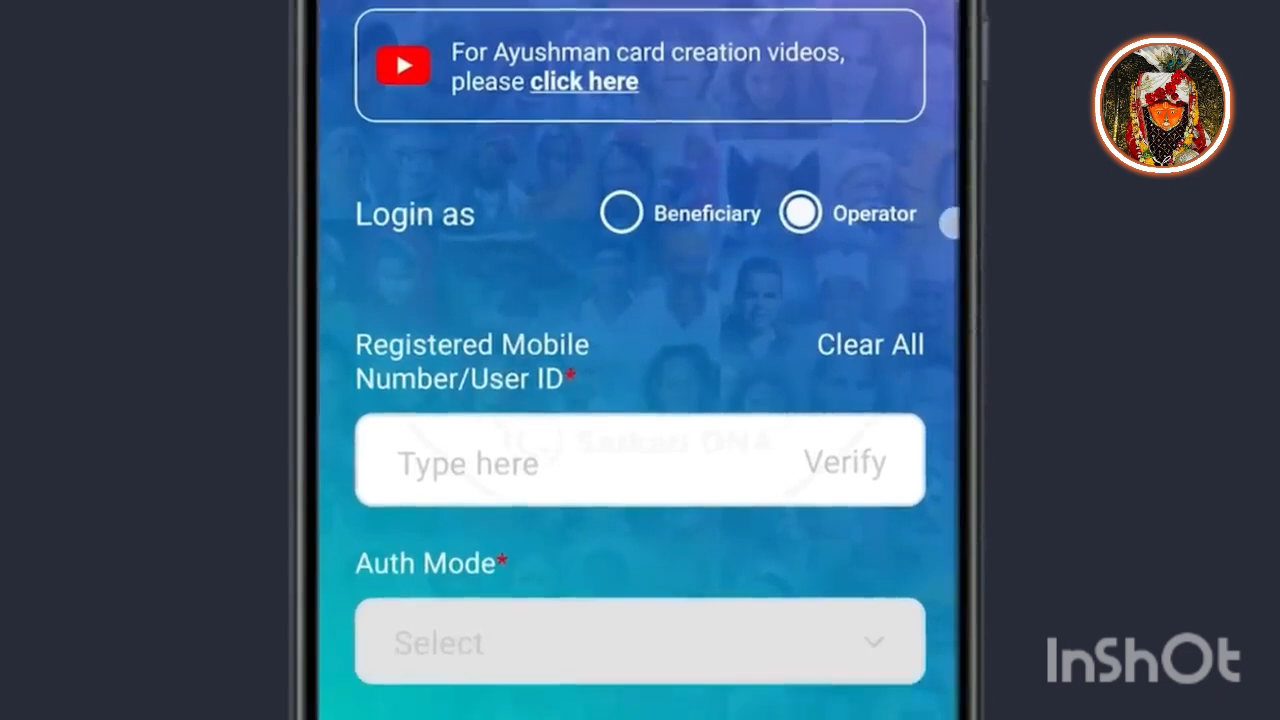 For Ayushman card creation videos,
please click here
Login as
Beneficiary
Operator
Registered Mobile
Number/User ID*
Clear All
Type here
Verify
Auth Mode*
Select
InShOt